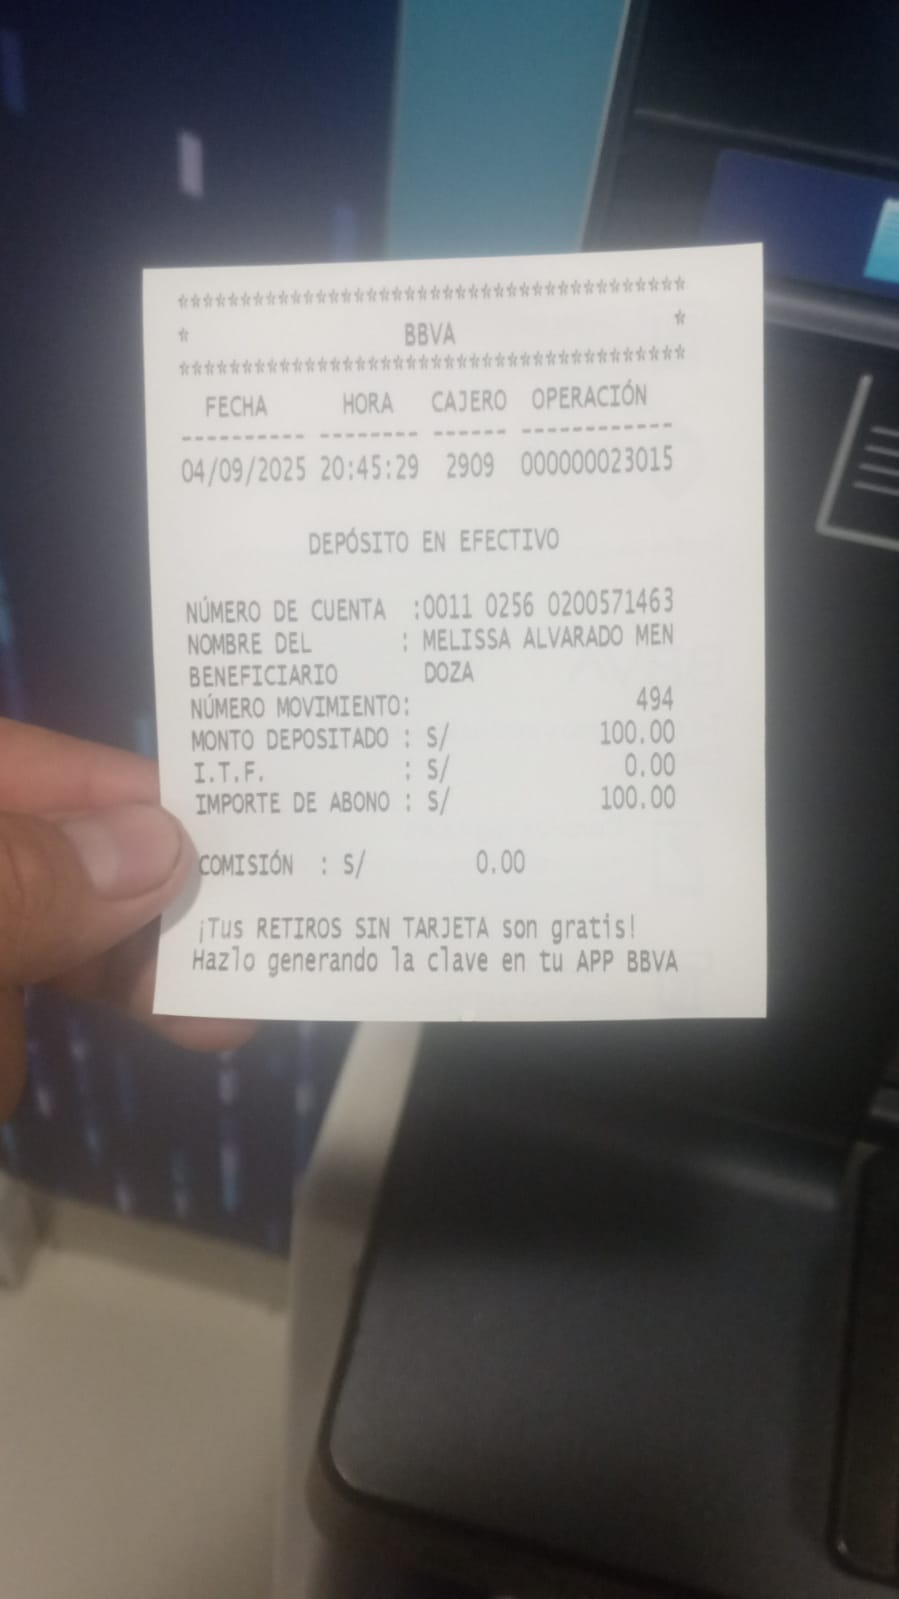 *****************************************
* BBVA *
*****************************************
FECHA HORA CAJERO OPERACIÓN
---------- -------- ------ ------------
04/09/2025 20:45:29 2909 000000023015
DEPÓSITO EN EFECTIVO
NÚMERO DE CUENTA :0011 0256 0200571463
NOMBRE DEL : MELISSA ALVARADO MEN
BENEFICIARIO DOZA
NÚMERO MOVIMIENTO: 494
MONTO DEPOSITADO : S/ 100.00
I.T.F. : S/ 0.00
IMPORTE DE ABONO : S/ 100.00
COMISIÓN : S/ 0.00
¡Tus RETIROS SIN TARJETA son gratis!
Hazlo generando la clave en tu APP BBVA